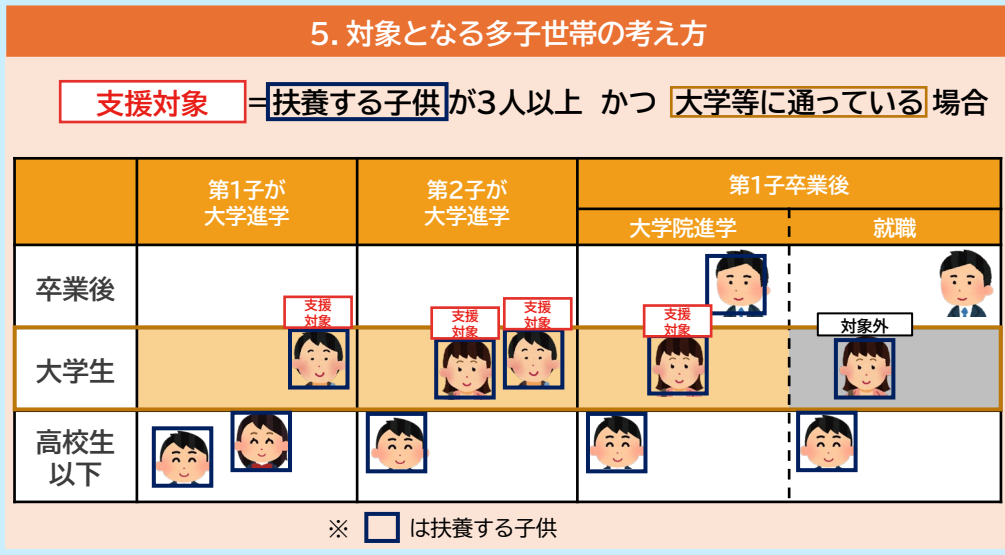 5. 対象となる多子世帯の考え方
支援対象 =扶養する子供が3人以上 かつ 大学等に通っている場合
第1子が
大学進学
第2子が
大学進学
第1子卒業後
大学院進学
就職
卒業後
支援
対象
支援
対象
支援
対象
支援
対象
対象外
大学生
高校生
以下
※ は扶養する子供